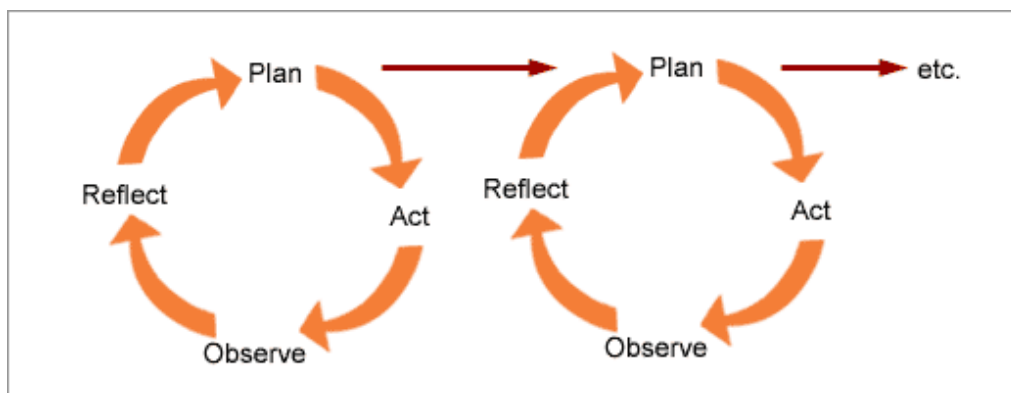 Plan
Act
Observe
Reflect
Plan
Act
Observe
Reflect
etc.